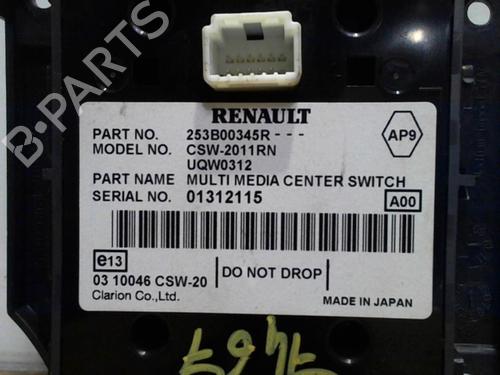 RENAULT
PART NO. 253B00345R - - -
AP9
MODEL NO. CSW-2011RN
UQW0312
PART NAME MULTI MEDIA CENTER SWITCH
SERIAL NO. 01312115
A00
e13
03 10046 CSW-20
DO NOT DROP
Clarion Co.,Ltd.
MADE IN JAPAN